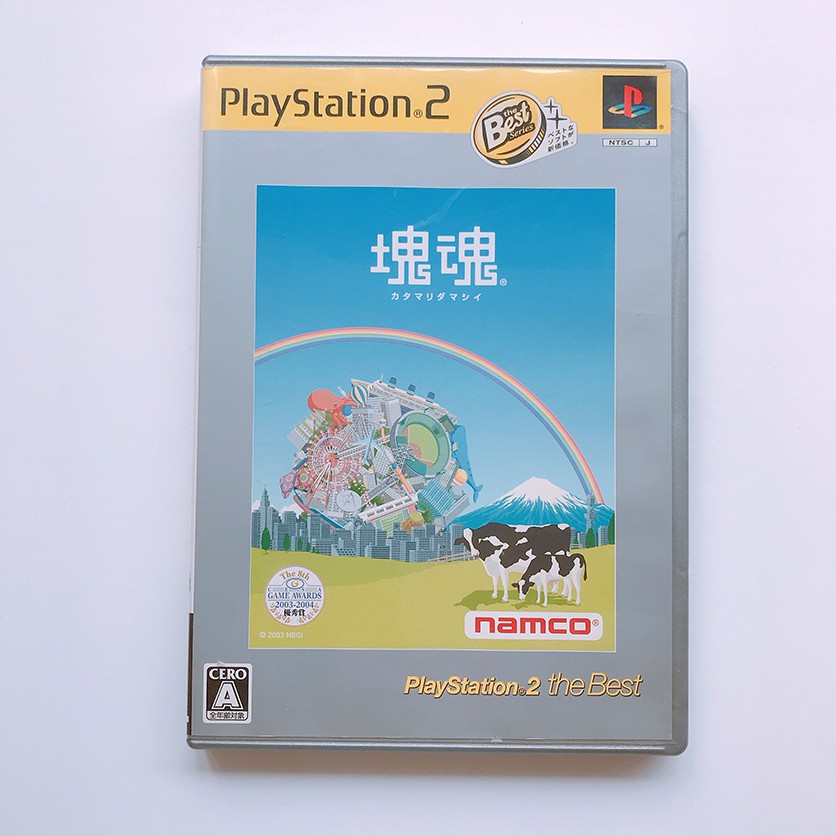 PlayStation®2
the
Best
Series
ベスト な
ソフト が
新価格。
NTSC J
塊魂®
カタマリダマシイ
The 8th
CESA
GAME AWARDS
2003-2004
優秀賞
© 2003 NBGI
namco®
CERO
A
全年齢対象
PlayStation®2 the Best